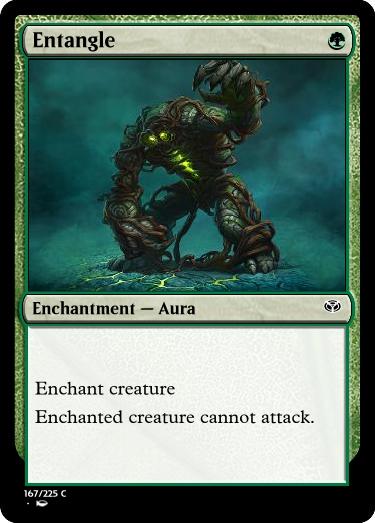 Entangle
Enchantment — Aura
Enchant creature
Enchanted creature cannot attack.
167/225 C